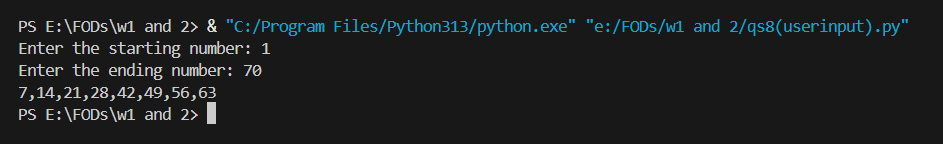 PS E:\FODs\w1 and 2> & "C:/Program Files/Python313/python.exe" "e:/FODs/w1 and 2/qs8(userinput).py"
Enter the starting number: 1
Enter the ending number: 70
7,14,21,28,42,49,56,63
PS E:\FODs\w1 and 2>